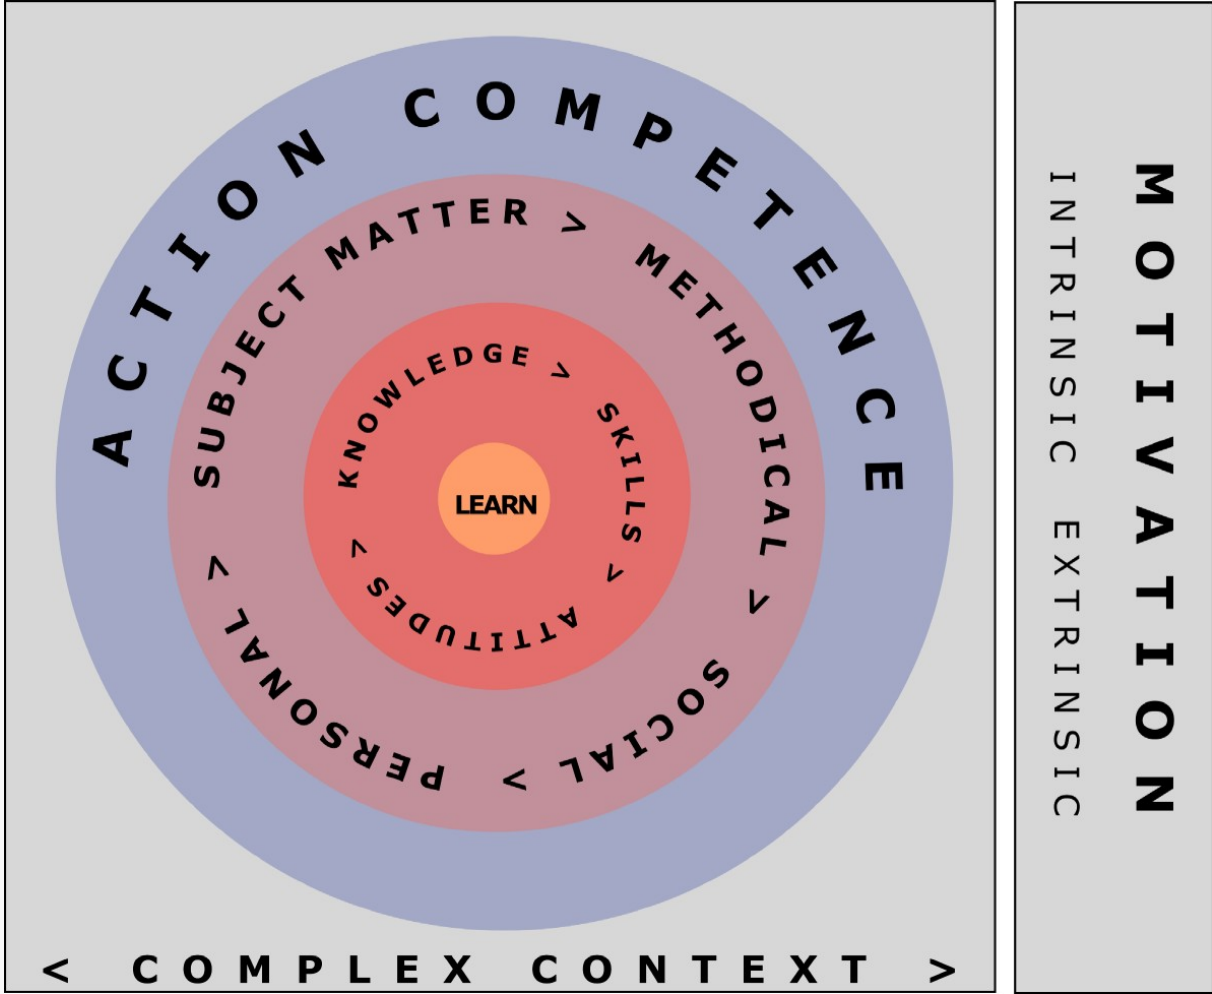 ACTION COMPETENCE
SUBJECT MATTER > METHODICAL > SOCIAL > PERSONAL >
KNOWLEDGE > SKILLS > ATTITUDES >
LEARN
< COMPLEX CONTEXT >
MOTIVATION
INTRINSIC EXTRINSIC